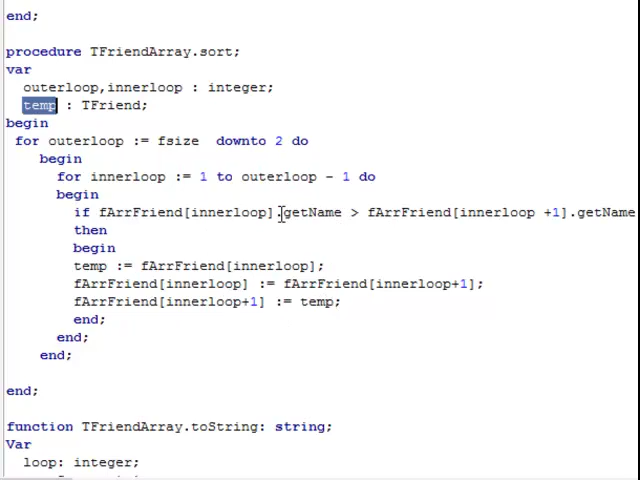 end;
procedure TFriendArray.sort;
var
outerloop,innerloop : integer;
temp : TFriend;
begin
for outerloop := fsize  downto 2 do
begin
for innerloop := 1 to outerloop - 1 do
begin
if fArrFriend[innerloop].getName > fArrFriend[innerloop +1].getName
then
begin
temp := fArrFriend[innerloop];
fArrFriend[innerloop] := fArrFriend[innerloop+1];
fArrFriend[innerloop+1] := temp;
end;
end;
end;
end;
function TFriendArray.toString: string;
Var
loop: integer;